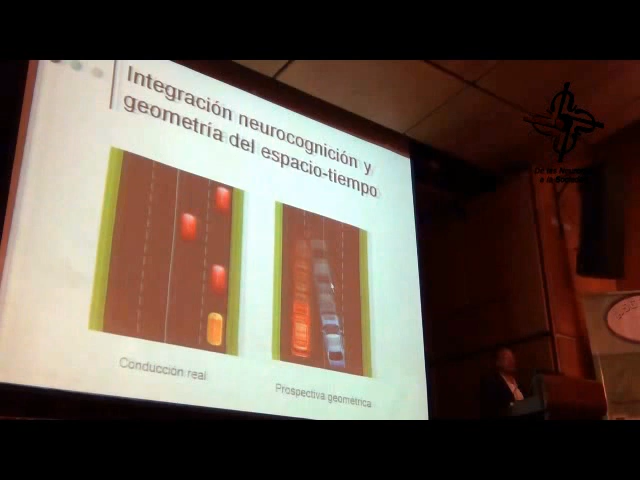 Integración neurocognición y
geometría del espacio-tiempo
Conducción real
Prospectiva geométrica